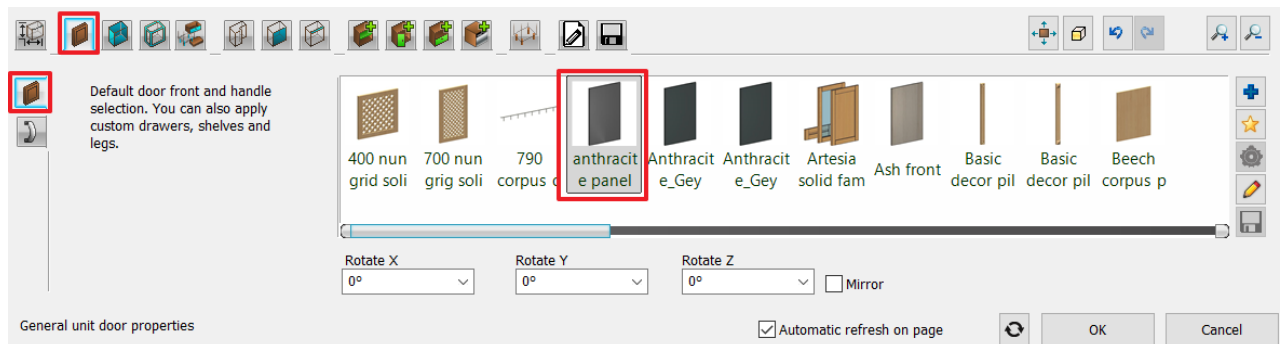 Default door front and handle
selection. You can also apply
custom drawers, shelves and
legs.
400 nun
grid soli
700 nun
grig soli
790
corpus
anthracit
e panel
Anthracit
e_Gey
Anthracit
e_Gey
Artesia
solid fam
Ash front
Basic
decor pil
Basic
decor pil
Beech
corpus p
Rotate X
0°
Rotate Y
0°
Rotate Z
0°
Mirror
General unit door properties
Automatic refresh on page
OK
Cancel